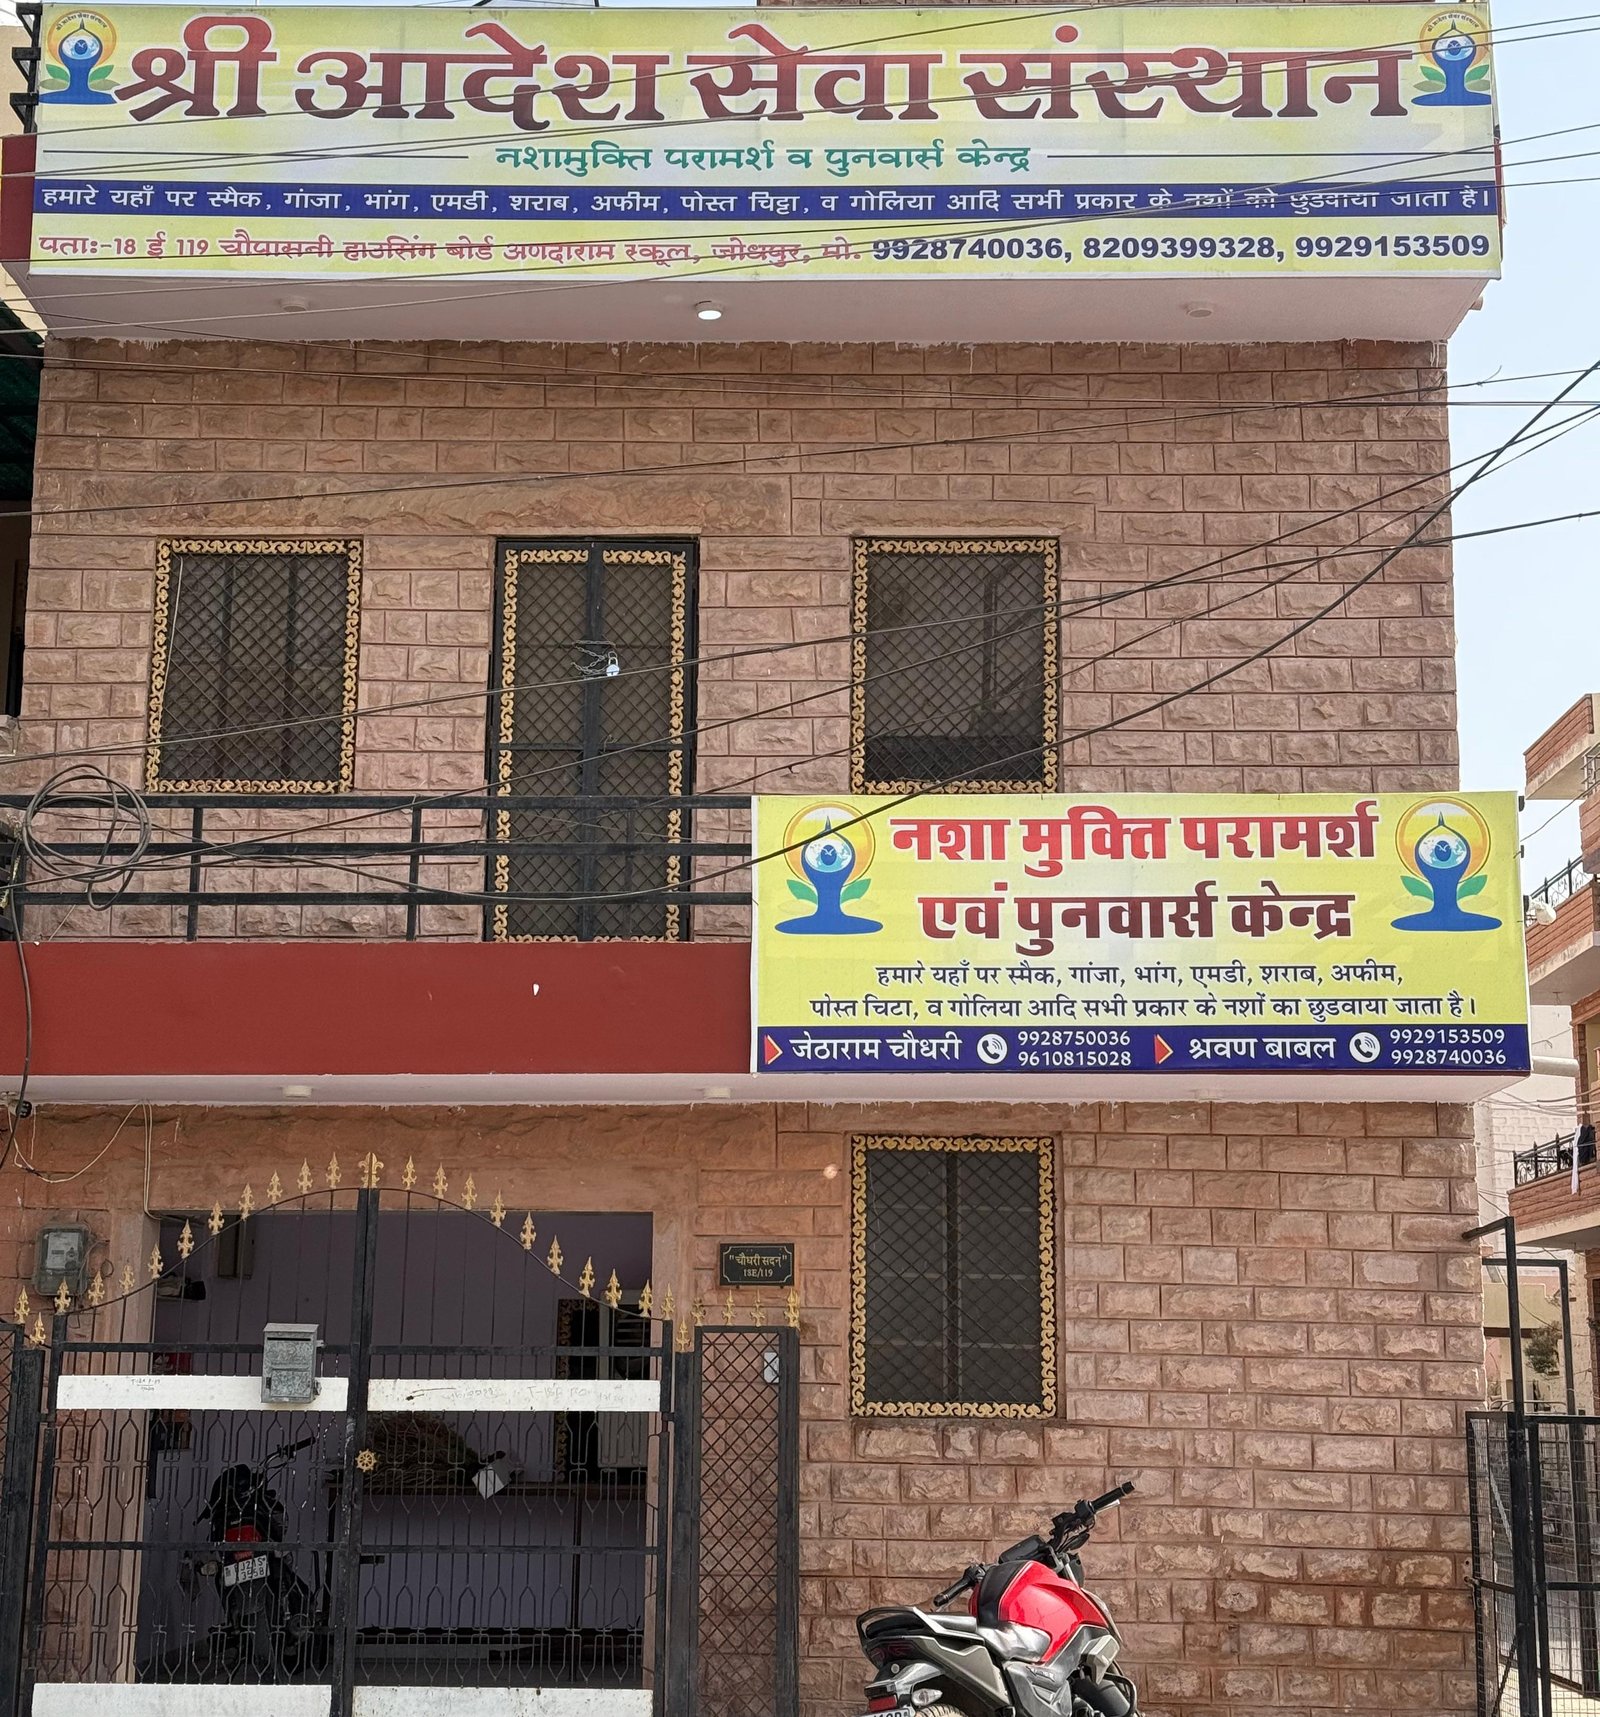 श्री आदेश सेवा संस्थान
नशामुक्ति परामर्श व पुनवार्स केन्द्र
हमारे यहाँ पर स्मैक, गांजा, भांग, एमडी, शराब, अफीम, पोस्त चिट्टा, व गोलिया आदि सभी प्रकार के नशों को छुडवाया जाता है।
पताः-18 ई 119 चौपासनी हाउसिंग बोर्ड अणदाराम स्कूल, जोधपुर, मो. 9928740036, 8209399328, 9929153509
नशा मुक्ति परामर्श
एवं पुनवार्स केन्द्र
हमारे यहाँ पर स्मैक, गांजा, भांग, एमडी, शराब, अफीम,
पोस्त चिटा, व गोलिया आदि सभी प्रकार के नशों का छुडवाया जाता है।
जेठाराम चौधरी 9928750036
9610815028
श्रवण बाबल 9929153509
9928740036
"चौधरी सदन"
18E/119